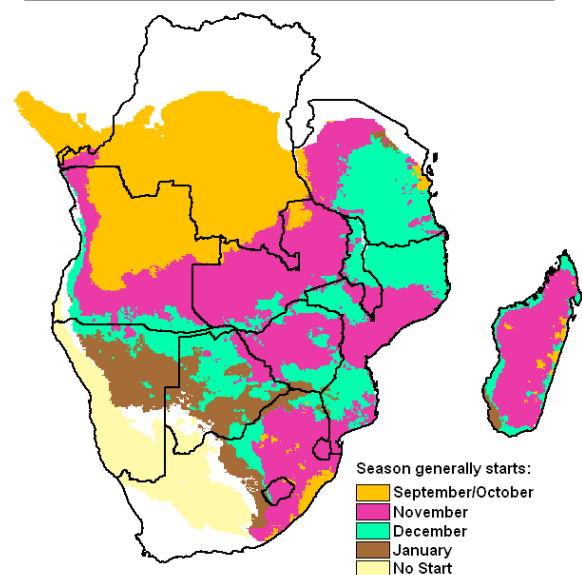 Season generally starts:
September/October
November
December
January
No Start